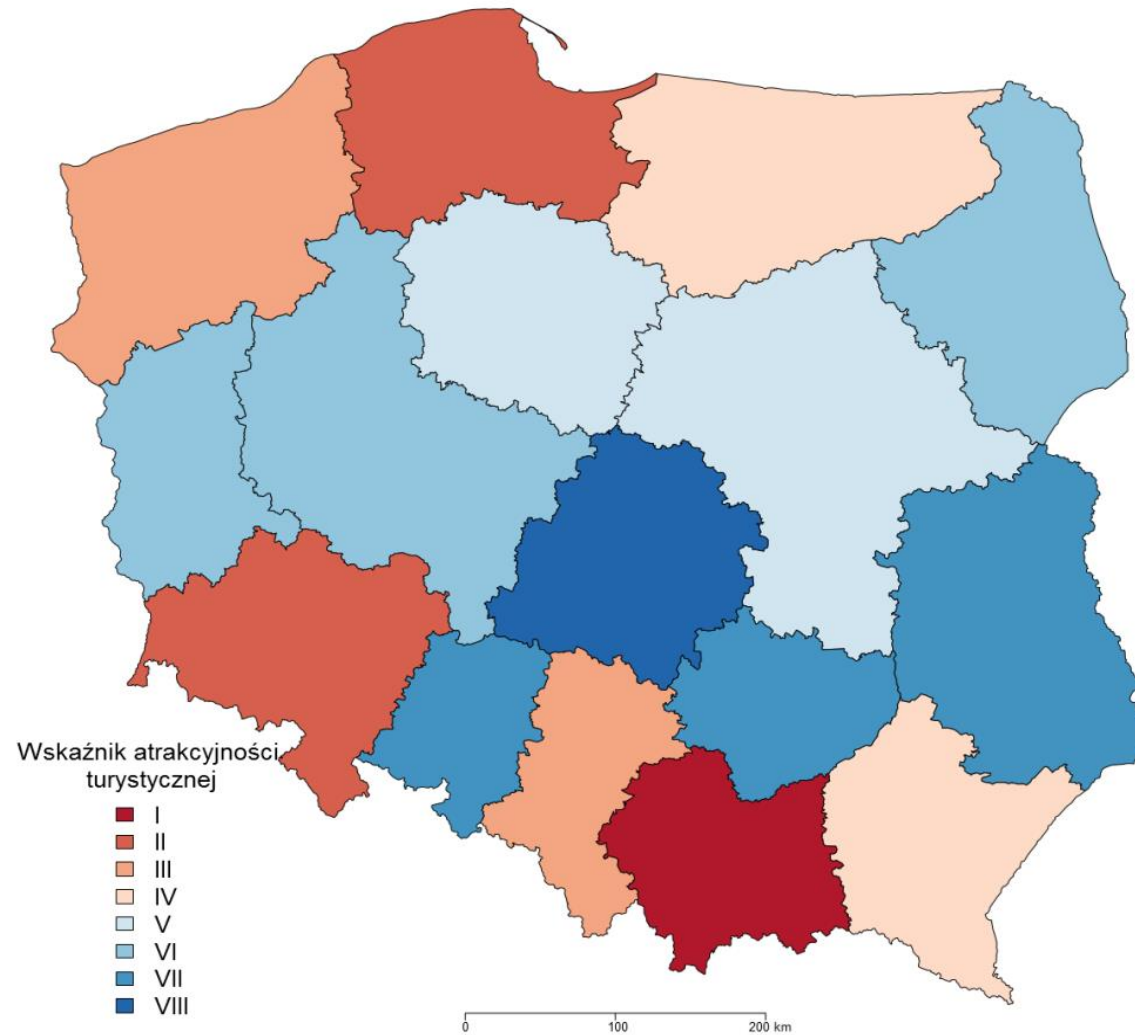 Wskaźnik atrakcyjności
turystycznej
I
II
III
IV
V
VI
VII
VIII
0 100 200 km